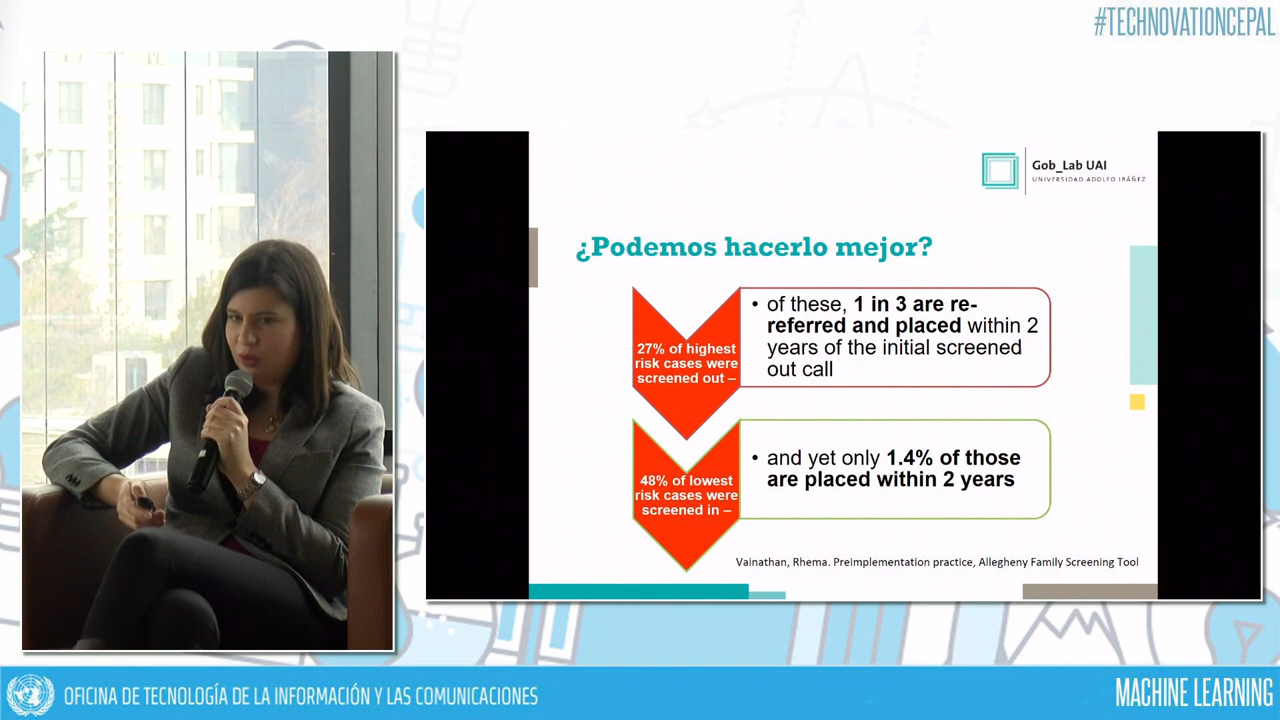 #TECHNOVATIONCEPAL
Gob_Lab UAI
UNIVERSIDAD ADOLFO IBÁÑEZ
¿Podemos hacerlo mejor?
27% of highest
risk cases were
screened out –
• of these, 1 in 3 are re-
referred and placed within 2
years of the initial screened
out call
48% of lowest
risk cases were
screened in –
• and yet only 1.4% of those
are placed within 2 years
Vainathan, Rhema. Preimplementation practice, Allegheny Family Screening Tool
OFICINA DE TECNOLOGÍA DE LA INFORMACIÓN Y LAS COMUNICACIONES
MACHINE LEARNING